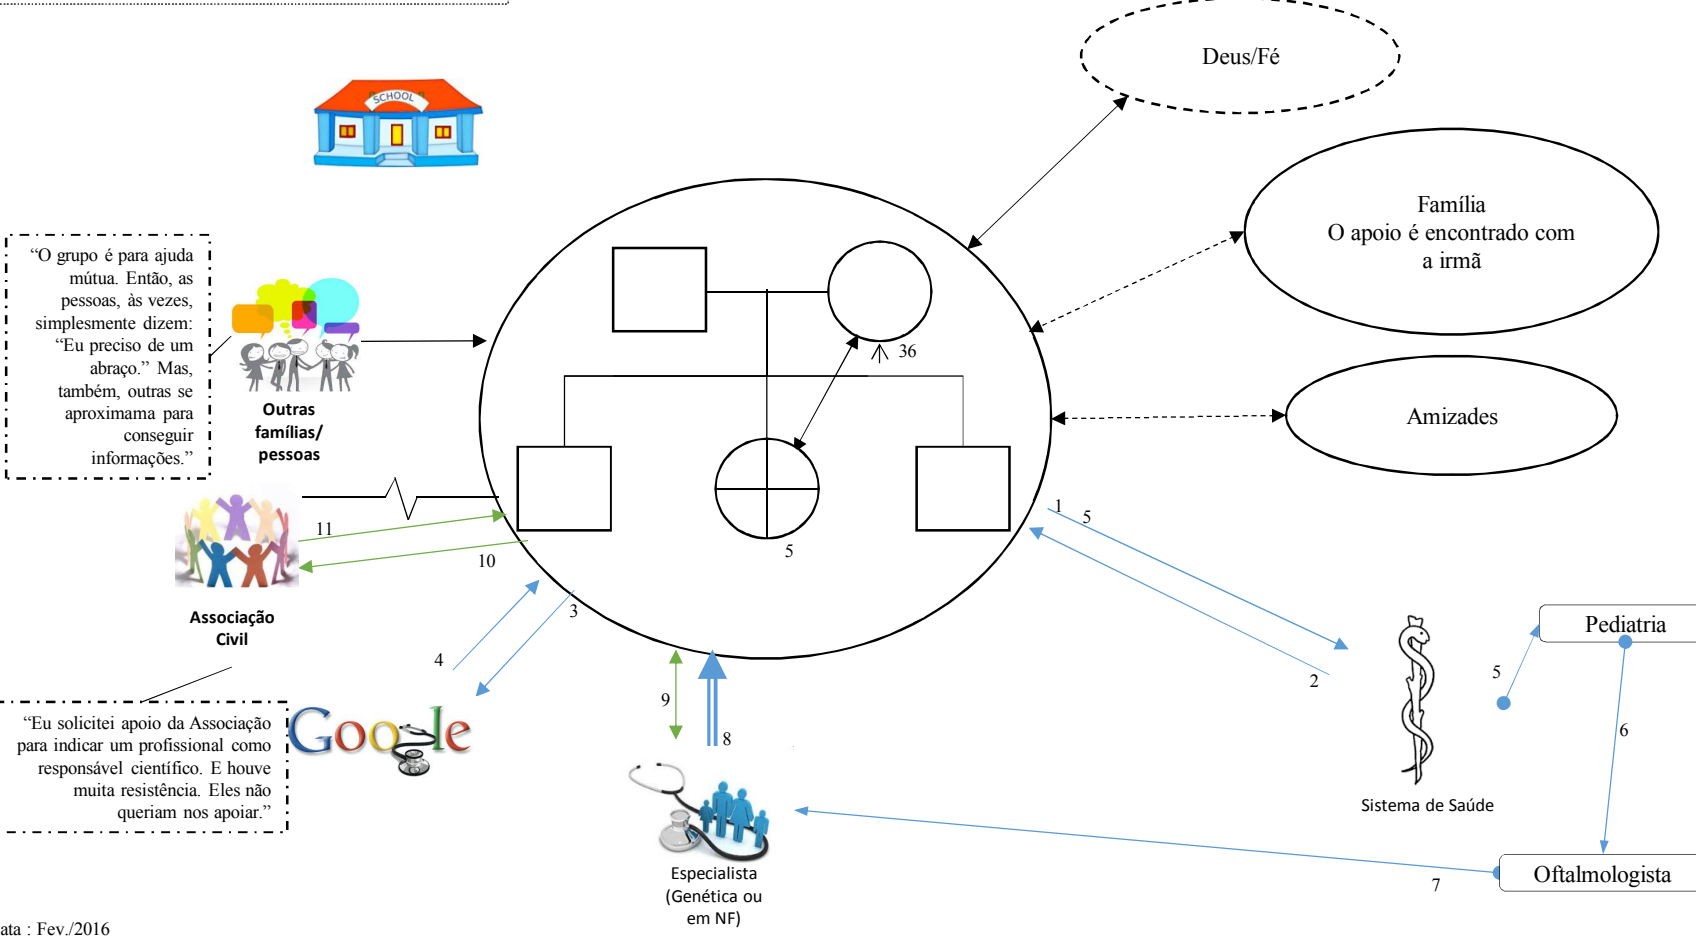 Deus/Fé
SCHOOL
Família
O apoio é encontrado com
a irmã
“O grupo é para ajuda
mútua. Então, as
pessoas, às vezes,
simplesmente dizem:
“Eu preciso de um
abraço.” Mas,
também, outras se
aproximama para
conseguir
informações.”
36
Outras
famílias/
pessoas
Amizades
1
5
11
10
5
3
4
Associação
Civil
2
Pediatria
5
9
8
6
“Eu solicitei apoio da Associação
para indicar um profissional como
responsável científico. E houve
muita resistência. Eles não
queriam nos apoiar.”
Google
Sistema de Saúde
Especialista
(Genética ou
em NF)
7
Oftalmologista
ata : Fev./2016